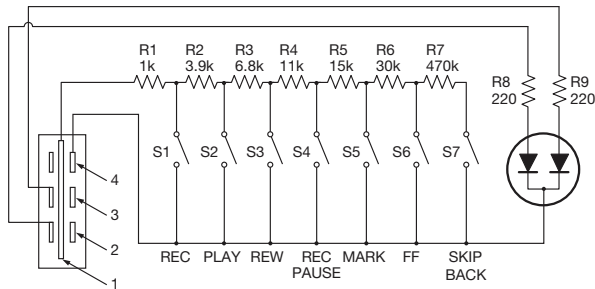 R1 R2 R3 R4 R5 R6 R7
1k 3.9k 6.8k 11k 15k 30k 470k
R8 R9
220 220
S1 S2 S3 S4 S5 S6 S7
4
3
2
1
REC PLAY REW REC MARK FF SKIP
PAUSE BACK